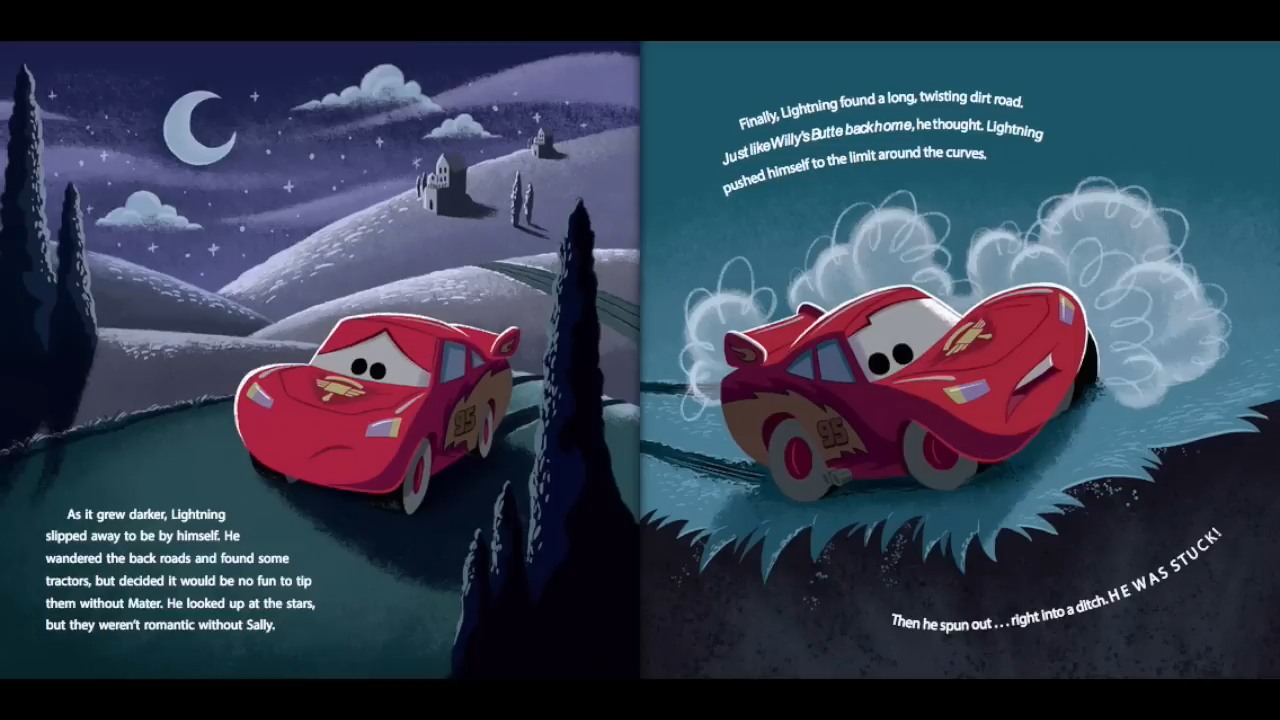 As it grew darker, Lightning
slipped away to be by himself. He
wandered the back roads and found some
tractors, but decided it would be no fun to tip
them without Mater. He looked up at the stars,
but they weren't romantic without Sally.
95
Finally, Lightning found a long, twisting dirt road.
Just like Willy's Butte back home, he thought. Lightning
pushed himself to the limit around the curves.
95
Then he spun out . . . right into a ditch. HE WAS STUCK!